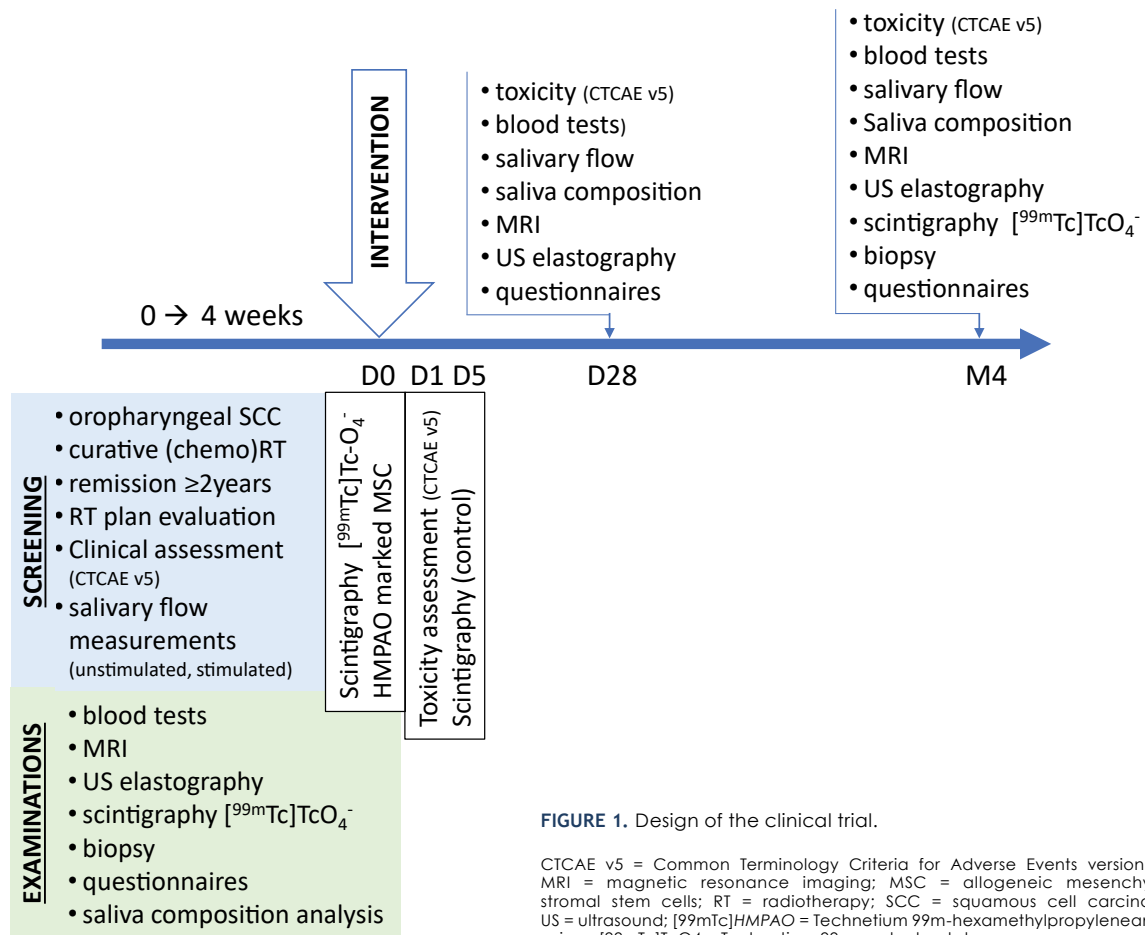 INTERVENTION
• toxicity (CTCAE v5)
• blood tests)
• salivary flow
• saliva composition
• MRI
• US elastography
• questionnaires
• toxicity (CTCAE v5)
• blood tests
• salivary flow
• Saliva composition
• MRI
• US elastography
• scintigraphy [99mTc]TcO4-
• biopsy
• questionnaires
0 → 4 weeks
D0 D1 D5 D28 M4
SCREENING
• oropharyngeal SCC
• curative (chemo)RT
• remission ≥2years
• RT plan evaluation
• Clinical assessment
(CTCAE v5)
• salivary flow
measurements
(unstimulated, stimulated)
Scintigraphy [99mTc]Tc-O4-
HMPAO marked MSC
Toxicity assessment (CTCAE v5)
Scintigraphy (control)
EXAMINATIONS
• blood tests
• MRI
• US elastography
• scintigraphy [99mTc]TcO4-
• biopsy
• questionnaires
• saliva composition analysis
FIGURE 1. Design of the clinical trial.
CTCAE v5 = Common Terminology Criteria for Adverse Events version
MRI = magnetic resonance imaging; MSC = allogeneic mesenchy
stromal stem cells; RT = radiotherapy; SCC = squamous cell carcino
US = ultrasound; [99mTc]HMPAO = Technetium 99m-hexamethylpropylenear